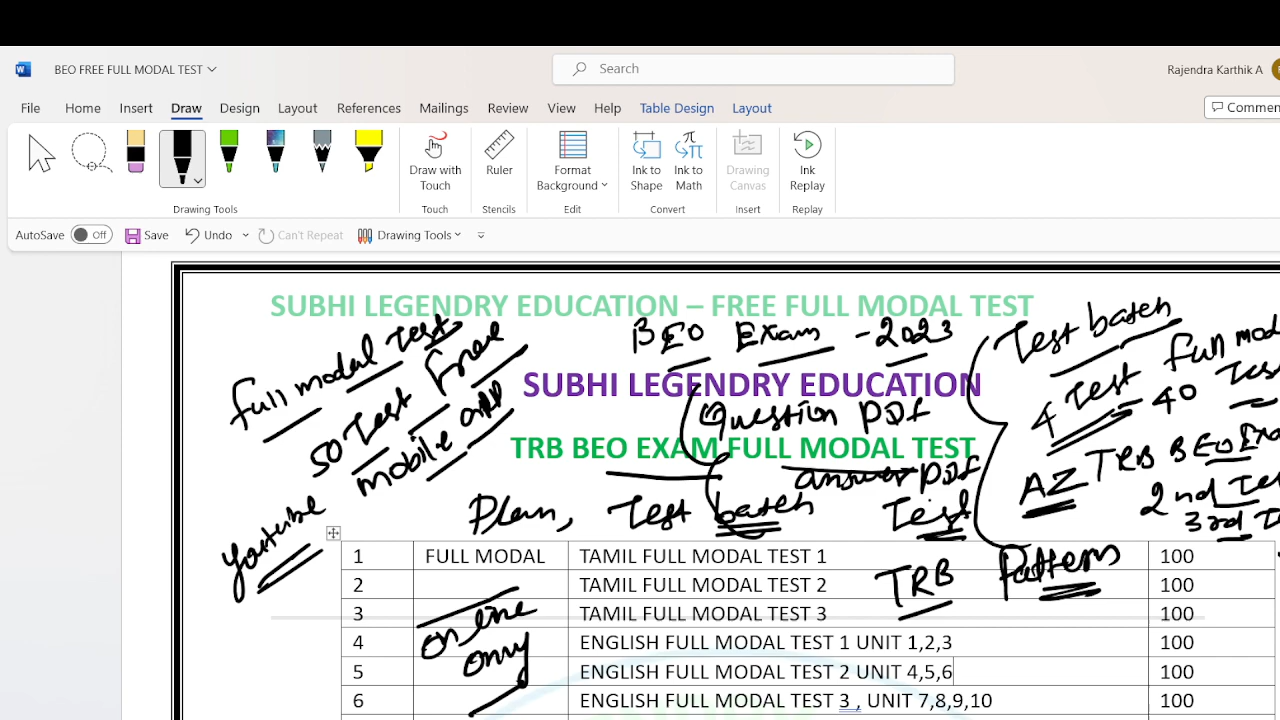 BEO FREE FULL MODAL TEST
Search
Rajendra Karthik A
File Home Insert Draw Design Layout References Mailings Review View Help Table Design Layout
Draw with Touch
Ruler
Format Background
Ink to Shape
Ink to Math
Drawing Canvas
Ink Replay
Drawing Tools Touch Stencils Edit Convert Insert Replay
AutoSave Off Save Undo Can't Repeat Drawing Tools
SUBHI LEGENDRY EDUCATION – FREE FULL MODAL TEST
BEO Exam - 2023
Test batch
full modal Test
50 Test Free
mobile app
SUBHI LEGENDRY EDUCATION
Question PDF
4 Test
= 40
TRB BEO EXAM FULL MODAL TEST
answer PDF
AZ TRB BEO
2nd
3rd
Plan, Test batch Test
Youtube
TRB Pattern
1 FULL MODAL TAMIL FULL MODAL TEST 1 100
2 TAMIL FULL MODAL TEST 2 100
3 TAMIL FULL MODAL TEST 3 100
online
only
4 ENGLISH FULL MODAL TEST 1 UNIT 1,2,3 100
5 ENGLISH FULL MODAL TEST 2 UNIT 4,5,6 100
6 ENGLISH FULL MODAL TEST 3 , UNIT 7,8,9,10 100